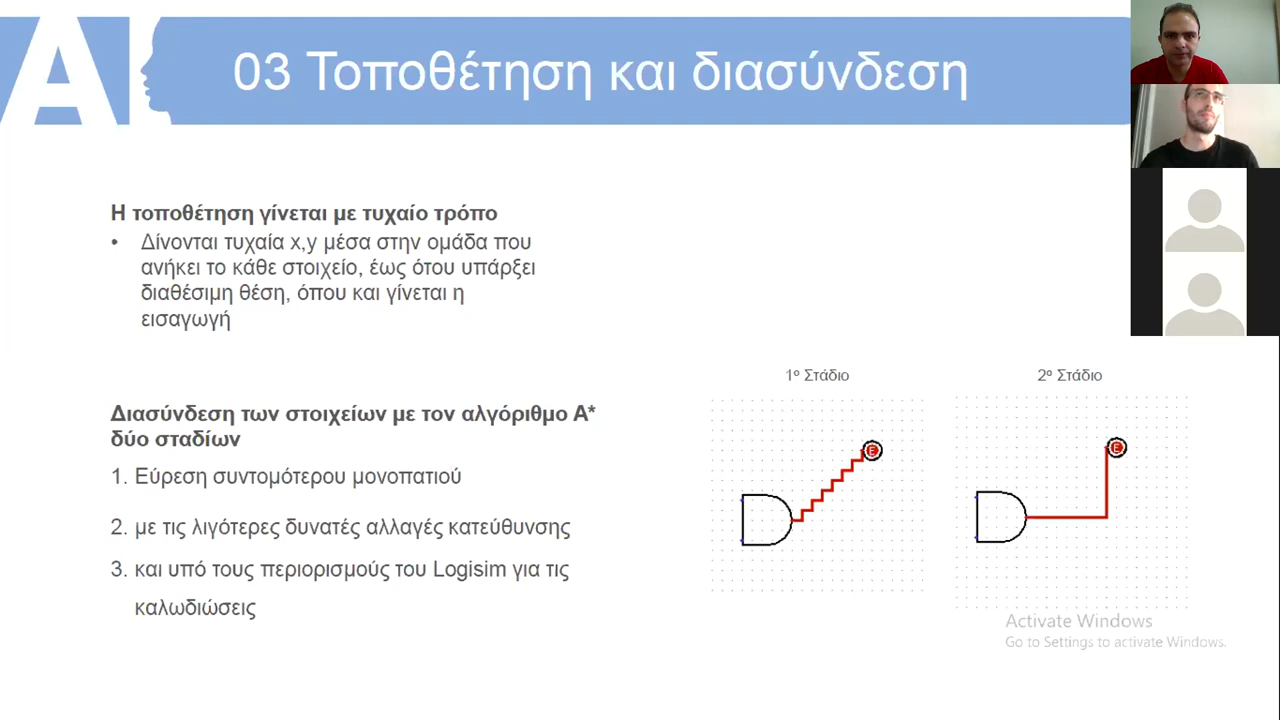 AI
03 Τοποθέτηση και διασύνδεση
Η τοποθέτηση γίνεται με τυχαίο τρόπο
• Δίνονται τυχαία x,y μέσα στην ομάδα που
ανήκει το κάθε στοιχείο, έως ότου υπάρξει
διαθέσιμη θέση, όπου και γίνεται η
εισαγωγή
Διασύνδεση των στοιχείων με τον αλγόριθμο Α*
δύο σταδίων
1. Εύρεση συντομότερου μονοπατιού
2. με τις λιγότερες δυνατές αλλαγές κατεύθυνσης
3. και υπό τους περιορισμούς του Logisim για τις
καλωδιώσεις
1ο Στάδιο
2ο Στάδιο
E
E
Activate Windows
Go to Settings to activate Windows.